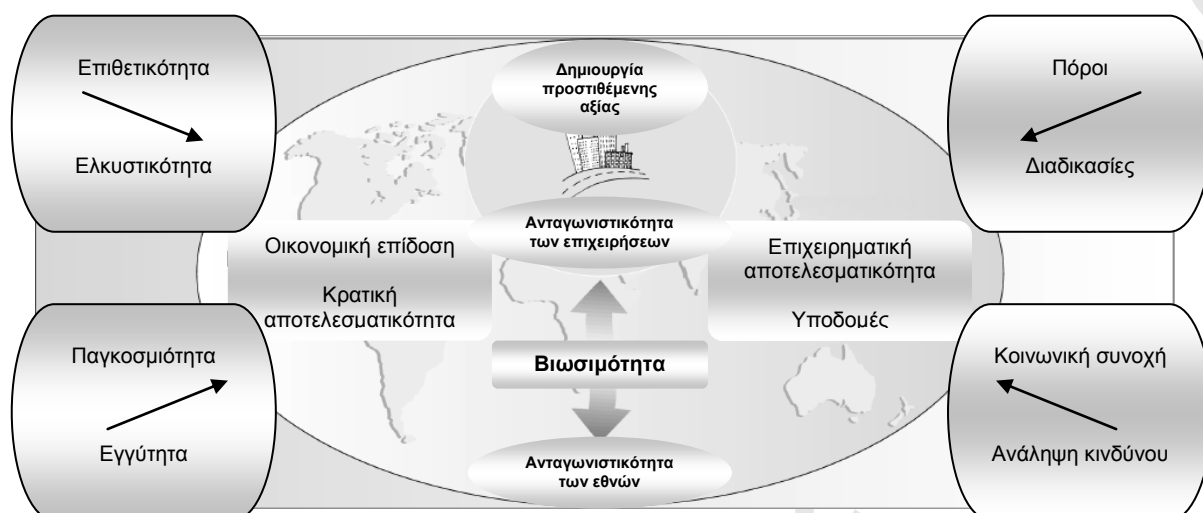 Επιθετικότητα
Ελκυστικότητα
Δημιουργία
προστιθέμενης
αξίας
Πόροι
Διαδικασίες
Οικονομική επίδοση
Κρατική
αποτελεσματικότητα
Ανταγωνιστικότητα
των επιχειρήσεων
Επιχειρηματική
αποτελεσματικότητα
Υποδομές
Παγκοσμιότητα
Εγγύτητα
Βιωσιμότητα
Ανταγωνιστικότητα
των εθνών
Κοινωνική συνοχή
Ανάληψη κινδύνου